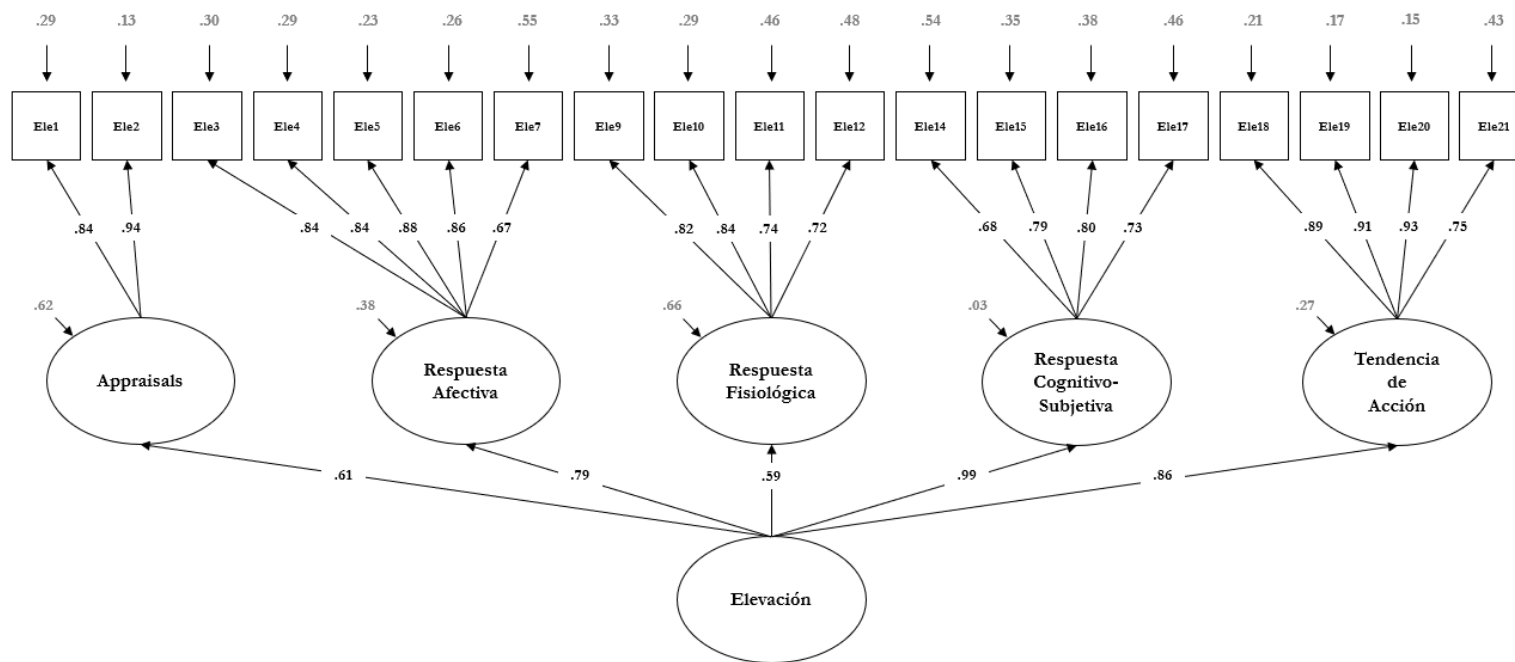 .29 .13 .30 .29 .23 .26 .55 .33 .29 .46 .48 .54 .35 .38 .46 .21 .17 .15 .43
Ele1 Ele2 Ele3 Ele4 Ele5 Ele6 Ele7 Ele9 Ele10 Ele11 Ele12 Ele14 Ele15 Ele16 Ele17 Ele18 Ele19 Ele20 Ele21
.84 .94 .84 .84 .88 .86 .67 .82 .84 .74 .72 .68 .79 .80 .73 .89 .91 .93 .75
.62 .38 .66 .03 .27
Appraisals
Respuesta
Afectiva
Respuesta
Fisiológica
Respuesta
Cognitivo-
Subjetiva
Tendencia
de
Acción
.61 .79 .59 .99 .86
Elevación